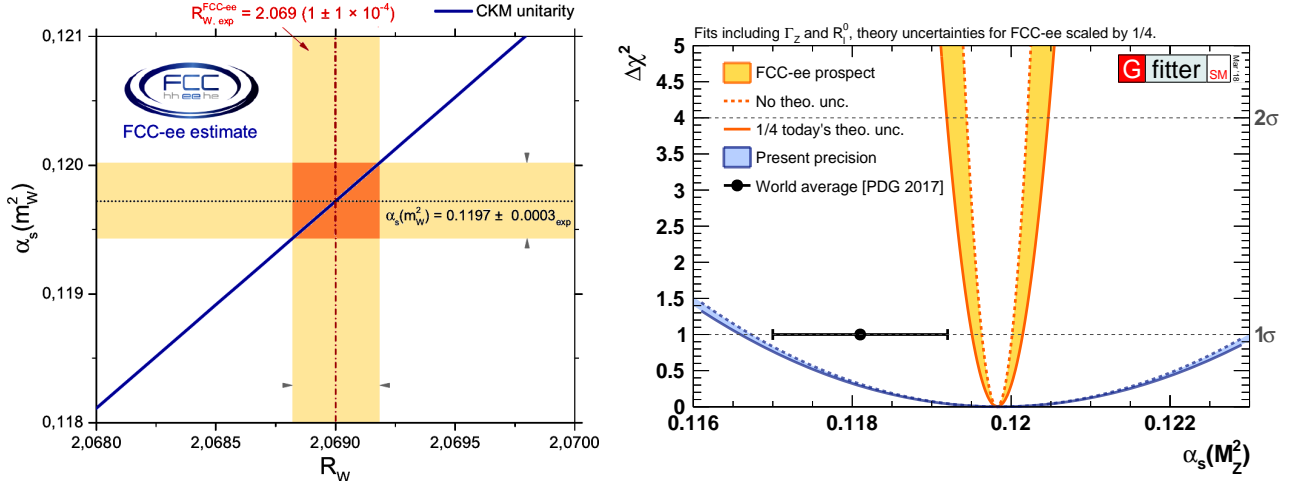 R_{W, exp}^{FCC-ee} = 2.069 (1 ± 1 × 10^{-4})
CKM unitarity
0,121
0,120
0,119
0,118
α_s(m_W^2)
FCC
hh ee he
FCC-ee estimate
α_s(m_W^2) = 0.1197 ± 0.0003_{exp}
2,0680 2,0685 2,0690 2,0695 2,0700
R_W
Fits including Γ_Z and R_l^0, theory uncertainties for FCC-ee scaled by 1/4.
Δχ^2
5
4.5
4
3.5
3
2.5
2
1.5
1
0.5
0
FCC-ee prospect
No theo. unc.
1/4 today's theo. unc.
Present precision
World average [PDG 2017]
G fitter SM
Mar '18
2σ
1σ
0.116 0.118 0.12 0.122
α_s(M_Z^2)